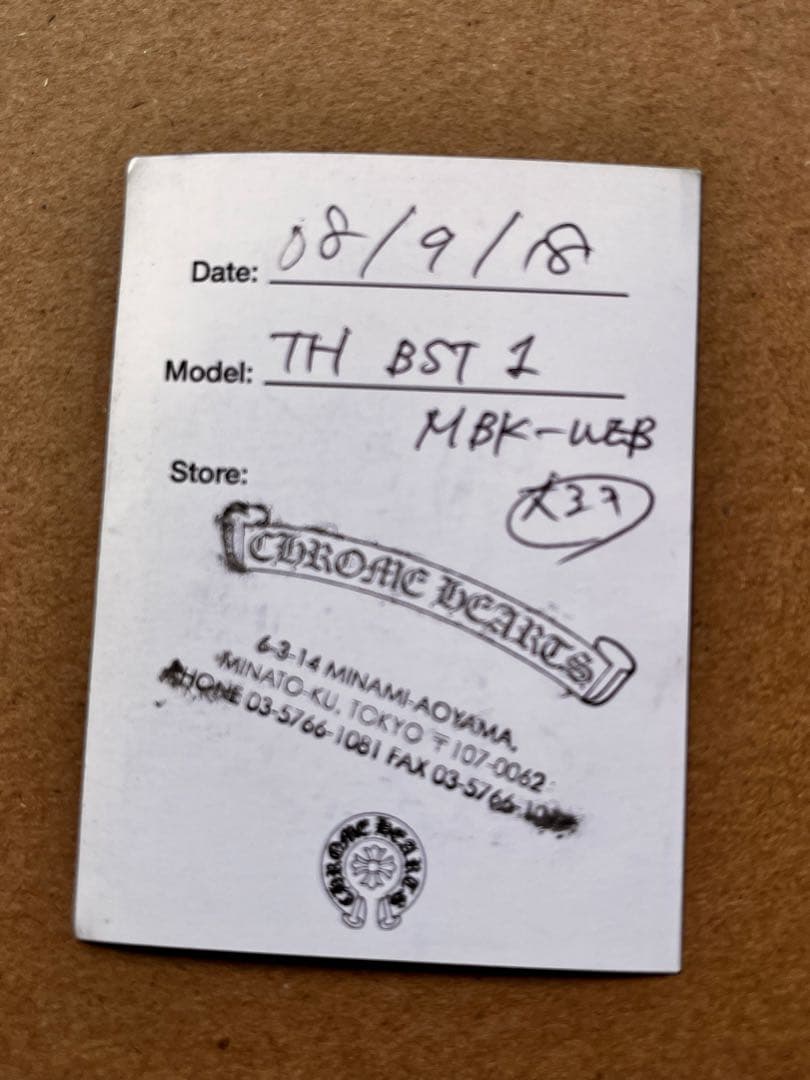 Date: 08/9/18
Model: TH BST 1
MBK-WEB
Store:
CHROME HEARTS
6-3-14 MINAMI-AOYAMA,
MINATO-KU, TOKYO 〒107-0062
PHONE 03-5766-1081 FAX 03-5766-
CHROME HEARTS